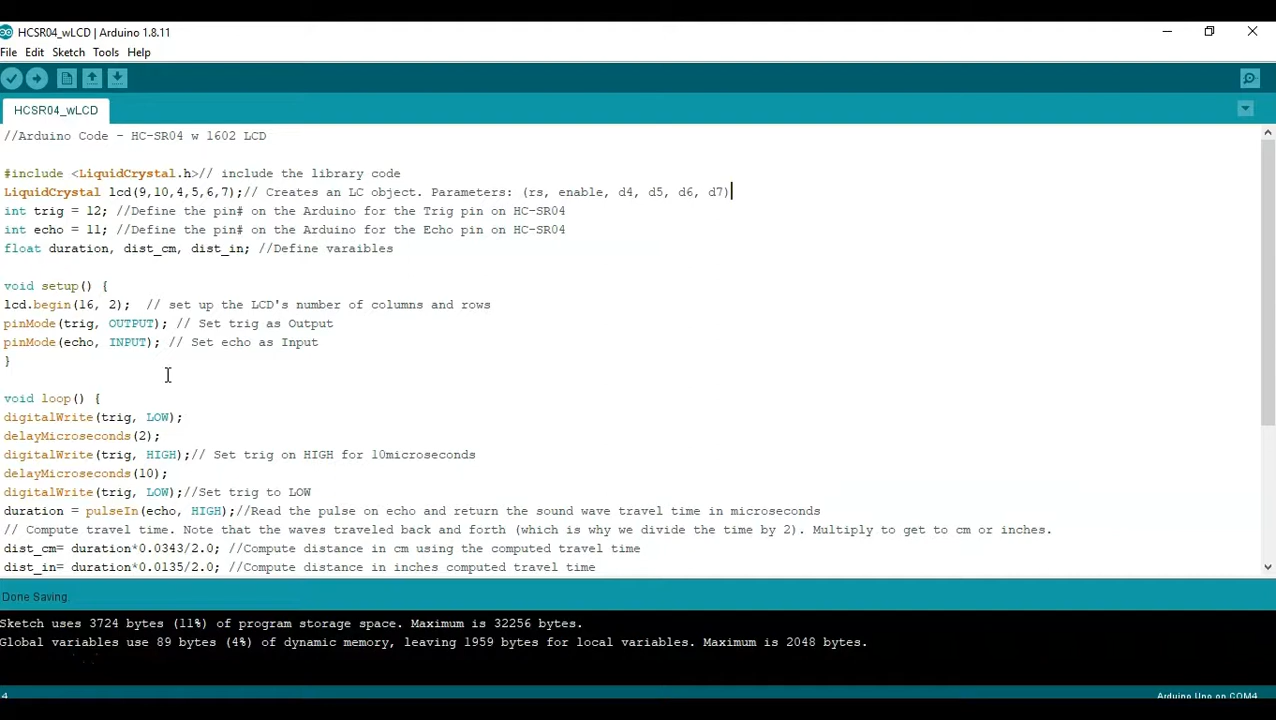 HCSR04_wLCD | Arduino 1.8.11
File Edit Sketch Tools Help
HCSR04_wLCD
//Arduino Code - HC-SR04 w 1602 LCD
#include <LiquidCrystal.h>// include the library code
LiquidCrystal lcd(9,10,4,5,6,7);// Creates an LC object. Parameters: (rs, enable, d4, d5, d6, d7)
int trig = 12; //Define the pin# on the Arduino for the Trig pin on HC-SR04
int echo = 11; //Define the pin# on the Arduino for the Echo pin on HC-SR04
float duration, dist_cm, dist_in; //Define varaibles
void setup() {
lcd.begin(16, 2);  // set up the LCD's number of columns and rows
pinMode(trig, OUTPUT); // Set trig as Output
pinMode(echo, INPUT); // Set echo as Input
}
void loop() {
digitalWrite(trig, LOW);
delayMicroseconds(2);
digitalWrite(trig, HIGH);// Set trig on HIGH for 10microseconds
delayMicroseconds(10);
digitalWrite(trig, LOW);//Set trig to LOW
duration = pulseIn(echo, HIGH);//Read the pulse on echo and return the sound wave travel time in microseconds
// Compute travel time. Note that the waves traveled back and forth (which is why we divide the time by 2). Multiply to get to cm or inches.
dist_cm= duration*0.0343/2.0; //Compute distance in cm using the computed travel time
dist_in= duration*0.0135/2.0; //Compute distance in inches computed travel time
Done Saving.
Sketch uses 3724 bytes (11%) of program storage space. Maximum is 32256 bytes.
Global variables use 89 bytes (4%) of dynamic memory, leaving 1959 bytes for local variables. Maximum is 2048 bytes.
4
Arduino Uno on COM4